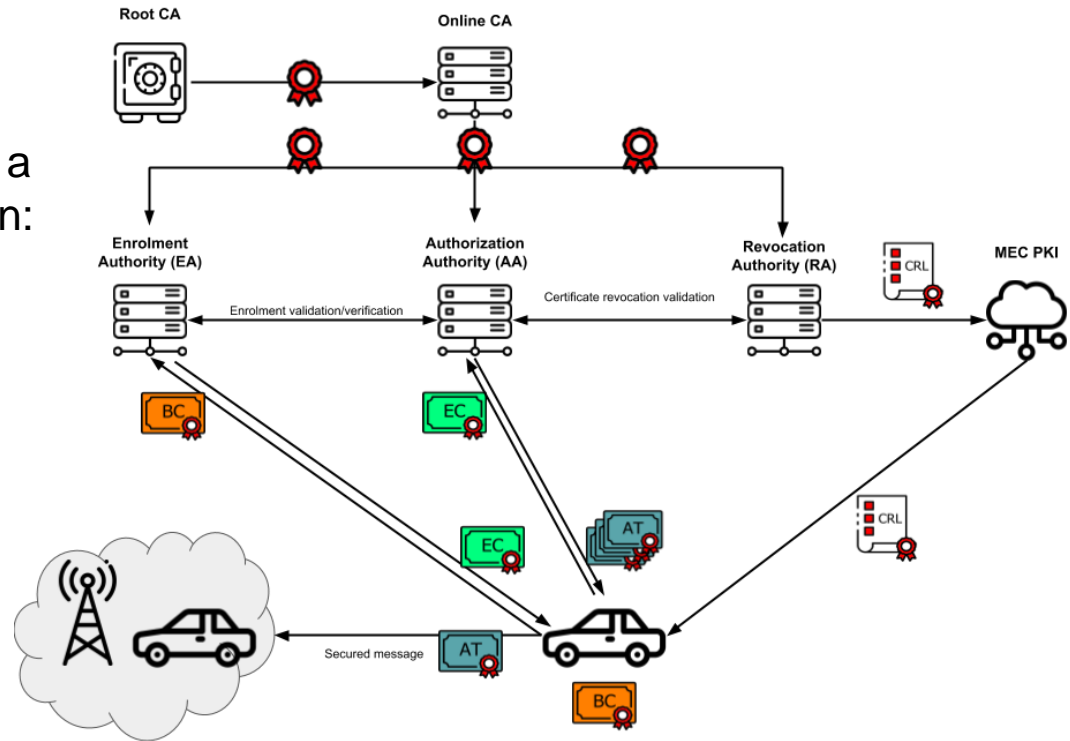 Root CA
Online CA
a
n:
Enrolment
Authority (EA)
Authorization
Authority (AA)
Revocation
Authority (RA)
MEC PKI
CRL
Enrolment validation/verification
Certificate revocation validation
BC
EC
CRL
AT
EC
Secured message
AT
BC